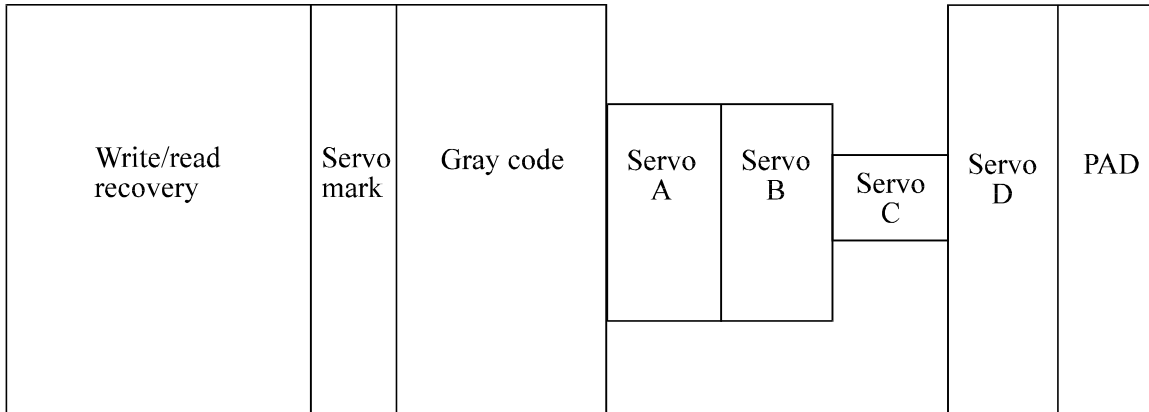 Write/read
recovery
Servo
mark
Gray code
Servo
A
Servo
B
Servo
C
Servo
D
PAD